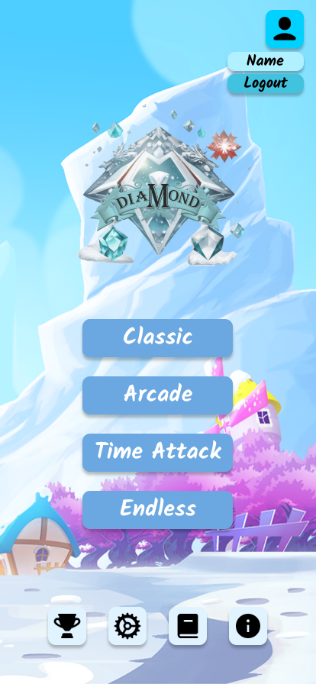 Name
Logout
DIAMOND
Classic
Arcade
Time Attack
Endless